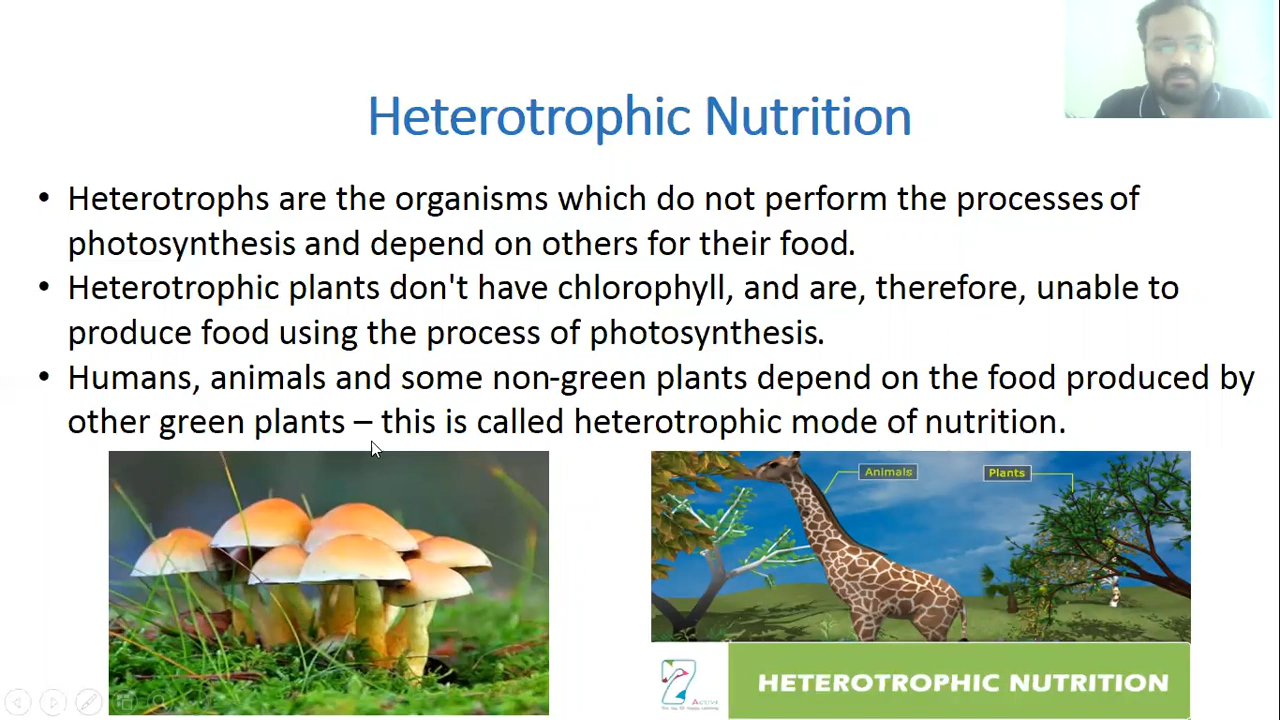 Heterotrophic Nutrition
• Heterotrophs are the organisms which do not perform the processes of
photosynthesis and depend on others for their food.
• Heterotrophic plants don't have chlorophyll, and are, therefore, unable to
produce food using the process of photosynthesis.
• Humans, animals and some non-green plants depend on the food produced by
other green plants – this is called heterotrophic mode of nutrition.
Animals
Plants
HETEROTROPHIC NUTRITION